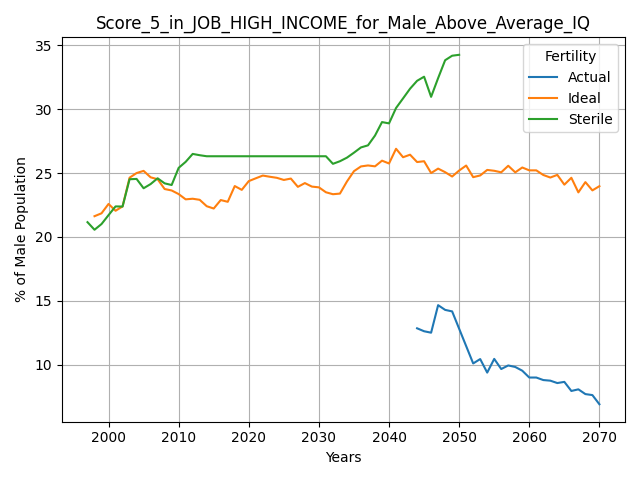 Score_5_in_JOB_HIGH_INCOME_for_Male_Above_Average_IQ
Fertility
Actual
Ideal
Sterile
% of Male Population
35
30
25
20
15
10
2000 2010 2020 2030 2040 2050 2060 2070
Years